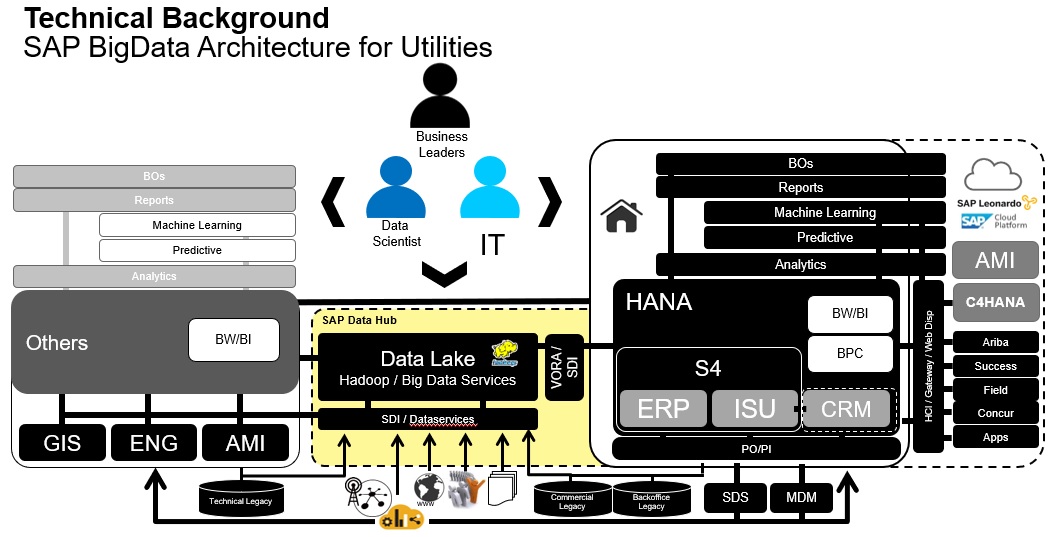 Technical Background
SAP BigData Architecture for Utilities
Business
Leaders
Data
Scientist
IT
BOs
Reports
Machine Learning
Predictive
Analytics
Others
BW/BI
GIS
ENG
AMI
Technical Legacy
SAP Data Hub
Data Lake
hadoop
Hadoop / Big Data Services
VORA /
SDI
SDI / Dataservices
www
Commercial
Legacy
Backoffice
Legacy
BOs
Reports
Machine Learning
Predictive
Analytics
HANA
BW/BI
BPC
S4
ERP
ISU
CRM
PO/PI
SDS
MDM
HCI / Gateway / Web Disp
SAP Leonardo
SAP Cloud
Platform
AMI
C4HANA
Ariba
Success
Field
Concur
Apps